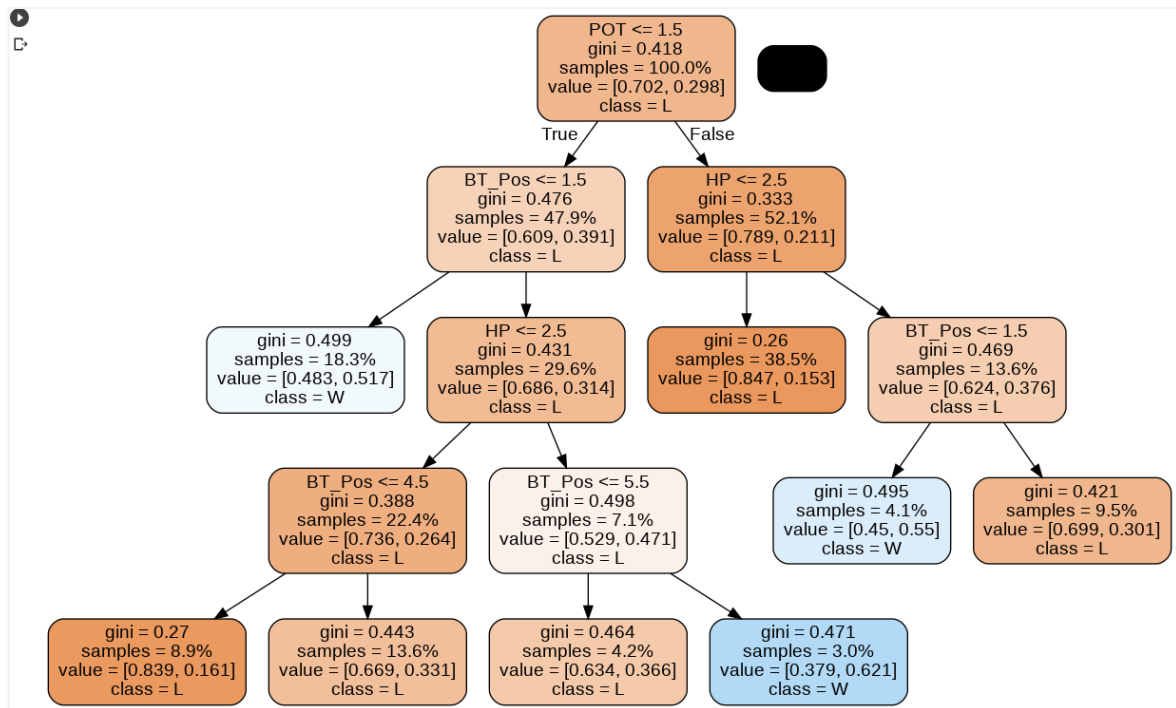 POT <= 1.5
gini = 0.418
samples = 100.0%
value = [0.702, 0.298]
class = L
True
False
BT_Pos <= 1.5
gini = 0.476
samples = 47.9%
value = [0.609, 0.391]
class = L
HP <= 2.5
gini = 0.333
samples = 52.1%
value = [0.789, 0.211]
class = L
gini = 0.499
samples = 18.3%
value = [0.483, 0.517]
class = W
HP <= 2.5
gini = 0.431
samples = 29.6%
value = [0.686, 0.314]
class = L
gini = 0.26
samples = 38.5%
value = [0.847, 0.153]
class = L
BT_Pos <= 1.5
gini = 0.469
samples = 13.6%
value = [0.624, 0.376]
class = L
BT_Pos <= 4.5
gini = 0.388
samples = 22.4%
value = [0.736, 0.264]
class = L
BT_Pos <= 5.5
gini = 0.498
samples = 7.1%
value = [0.529, 0.471]
class = L
gini = 0.495
samples = 4.1%
value = [0.45, 0.55]
class = W
gini = 0.421
samples = 9.5%
value = [0.699, 0.301]
class = L
gini = 0.27
samples = 8.9%
value = [0.839, 0.161]
class = L
gini = 0.443
samples = 13.6%
value = [0.669, 0.331]
class = L
gini = 0.464
samples = 4.2%
value = [0.634, 0.366]
class = L
gini = 0.471
samples = 3.0%
value = [0.379, 0.621]
class = W